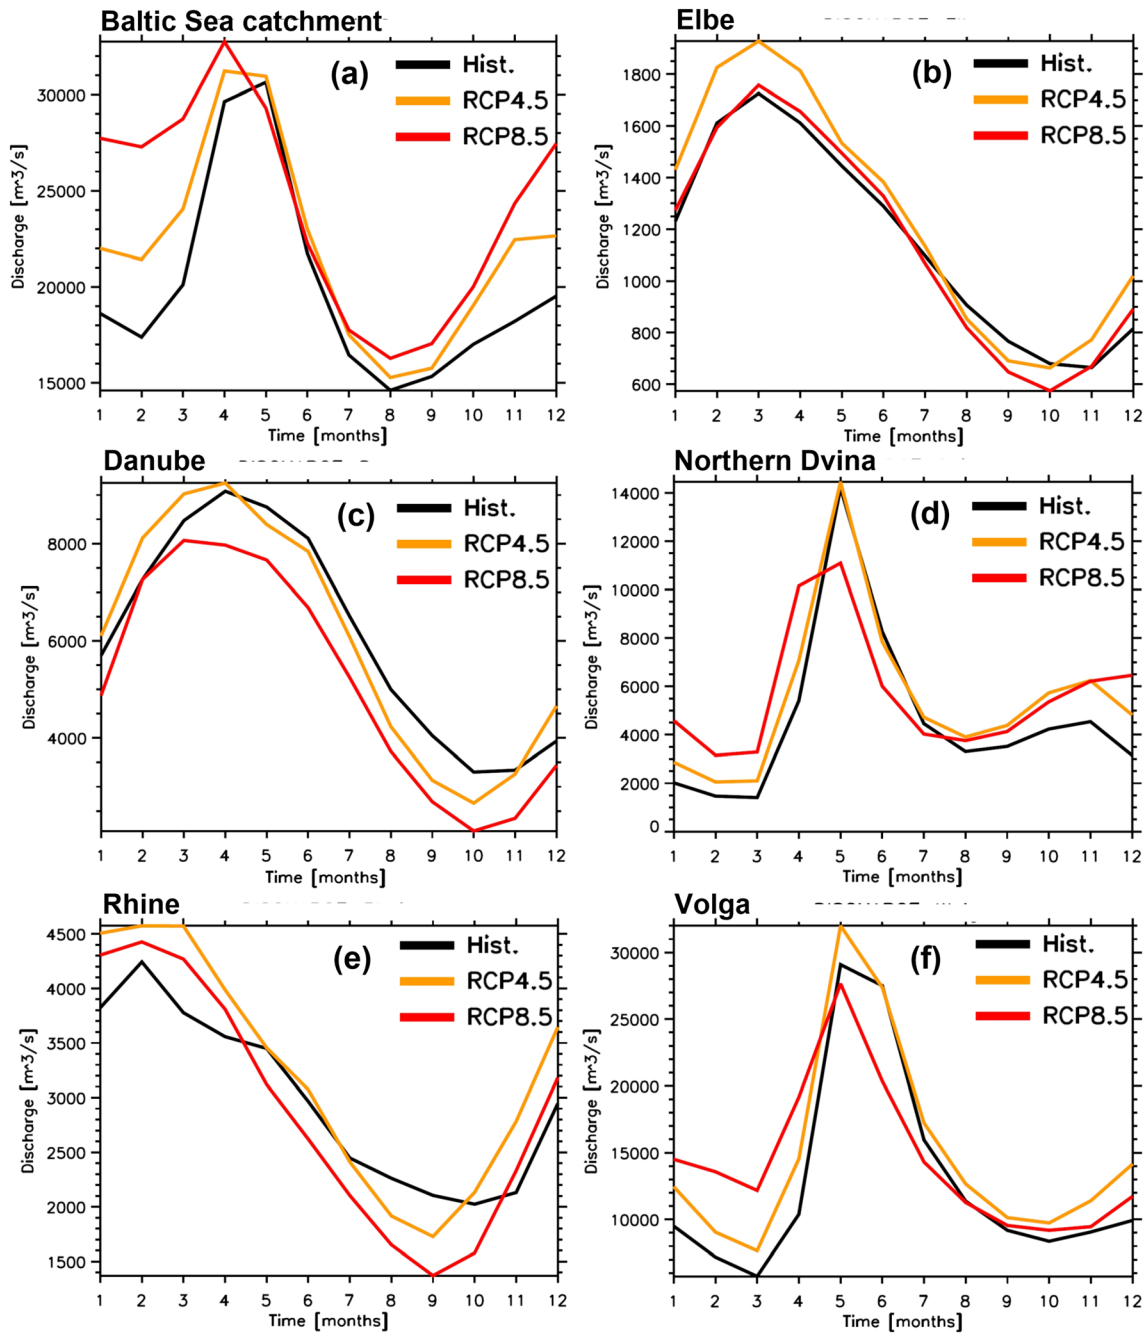 Baltic Sea catchment
(a)
Hist.
RCP4.5
RCP8.5
Discharge [m^3/s]
30000
25000
20000
15000
1 2 3 4 5 6 7 8 9 10 11 12
Time [months]
Elbe
(b)
Hist.
RCP4.5
RCP8.5
Discharge [m^3/s]
1800
1600
1400
1200
1000
800
600
1 2 3 4 5 6 7 8 9 10 11 12
Time [months]
Danube
(c)
Hist.
RCP4.5
RCP8.5
Discharge [m^3/s]
8000
6000
4000
1 2 3 4 5 6 7 8 9 10 11 12
Time [months]
Northern Dvina
(d)
Hist.
RCP4.5
RCP8.5
Discharge [m^3/s]
14000
12000
10000
8000
6000
4000
2000
0
1 2 3 4 5 6 7 8 9 10 11 12
Time [months]
Rhine
(e)
Hist.
RCP4.5
RCP8.5
Discharge [m^3/s]
4500
4000
3500
3000
2500
2000
1500
1 2 3 4 5 6 7 8 9 10 11 12
Time [months]
Volga
(f)
Hist.
RCP4.5
RCP8.5
Discharge [m^3/s]
30000
25000
20000
15000
10000
1 2 3 4 5 6 7 8 9 10 11 12
Time [months]